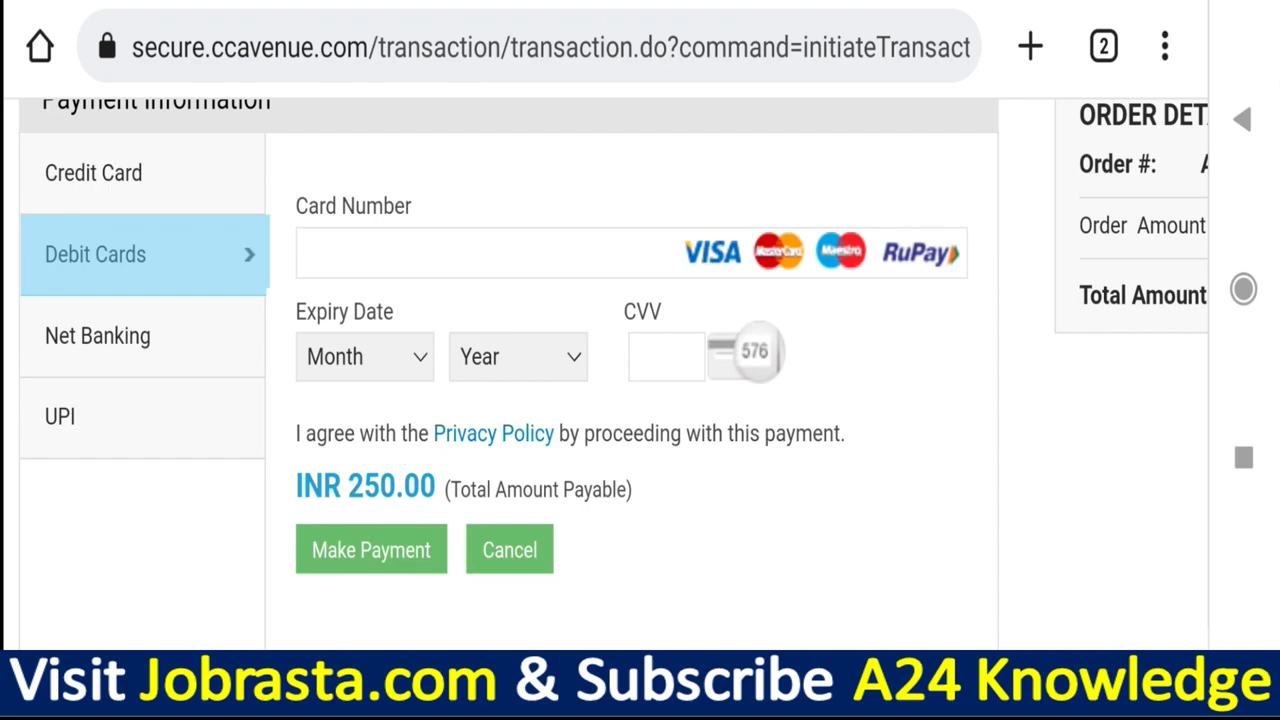 secure.ccavenue.com/transaction/transaction.do?command=initiateTransact
2
Payment Information
Credit Card
Debit Cards
Net Banking
UPI
Card Number
VISA MasterCard Maestro RuPay
Expiry Date CVV
Month Year 576
I agree with the Privacy Policy by proceeding with this payment.
INR 250.00 (Total Amount Payable)
Make Payment Cancel
ORDER DET
Order #: A
Order Amount
Total Amount
Visit Jobrasta.com & Subscribe A24 Knowledge